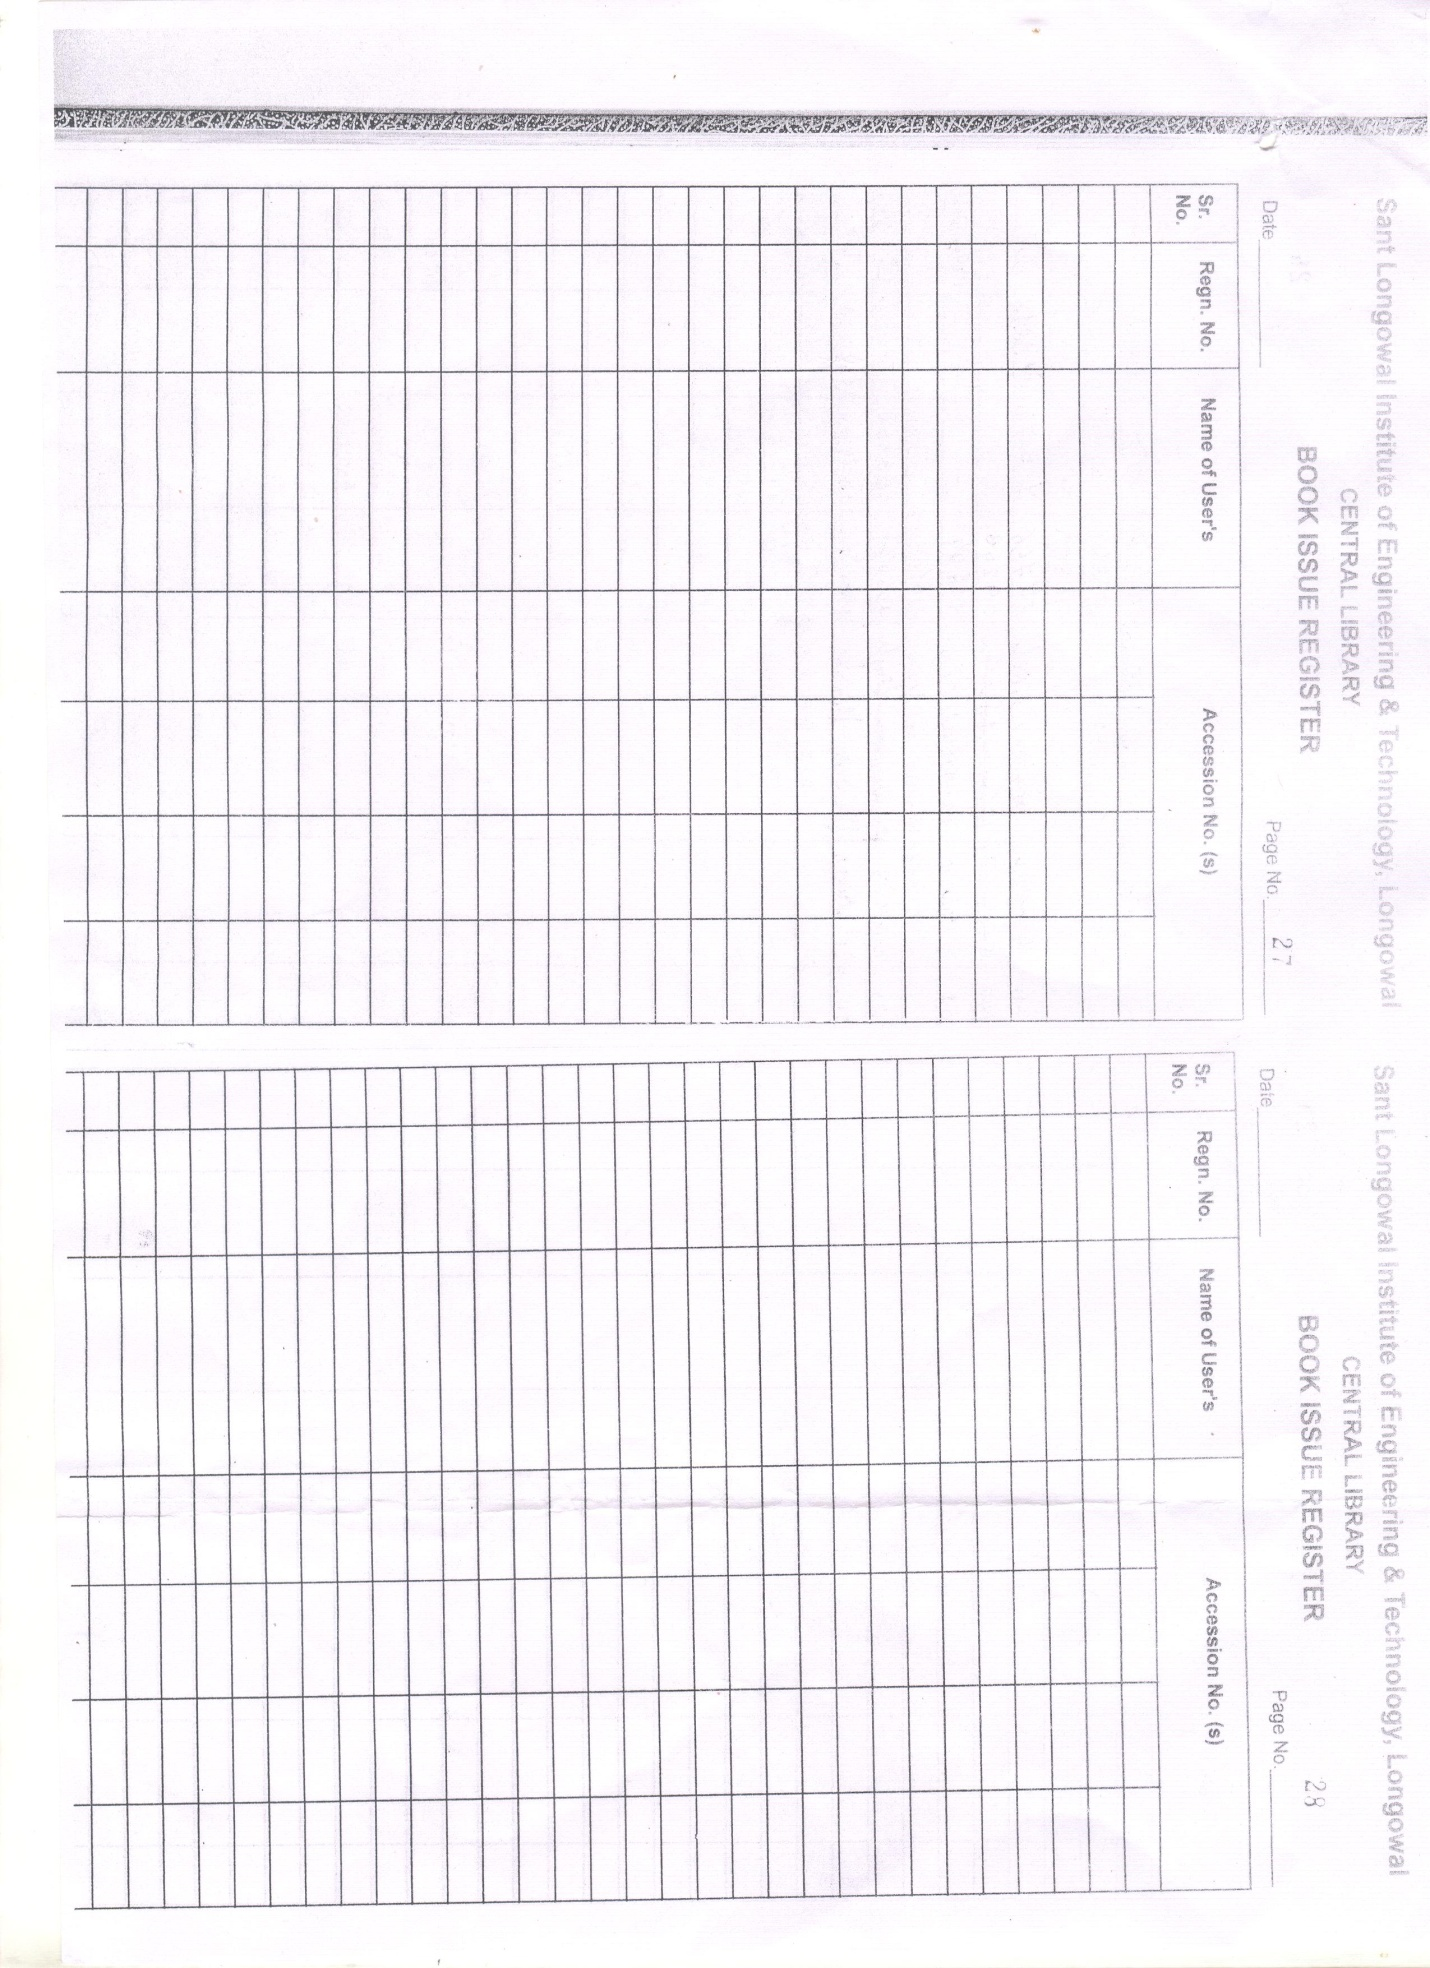 Sant Longowal Institute of Engineering & Technology, Longowal
CENTRAL LIBRARY
BOOK ISSUE REGISTER
Date
Page No. 27
Sr. No.
Regn. No.
Name of User's
Accession No. (s)
Sant Longowal Institute of Engineering & Technology, Longowal
CENTRAL LIBRARY
BOOK ISSUE REGISTER
Date
Page No. 28
Sr. No.
Regn. No.
Name of User's
Accession No. (s)